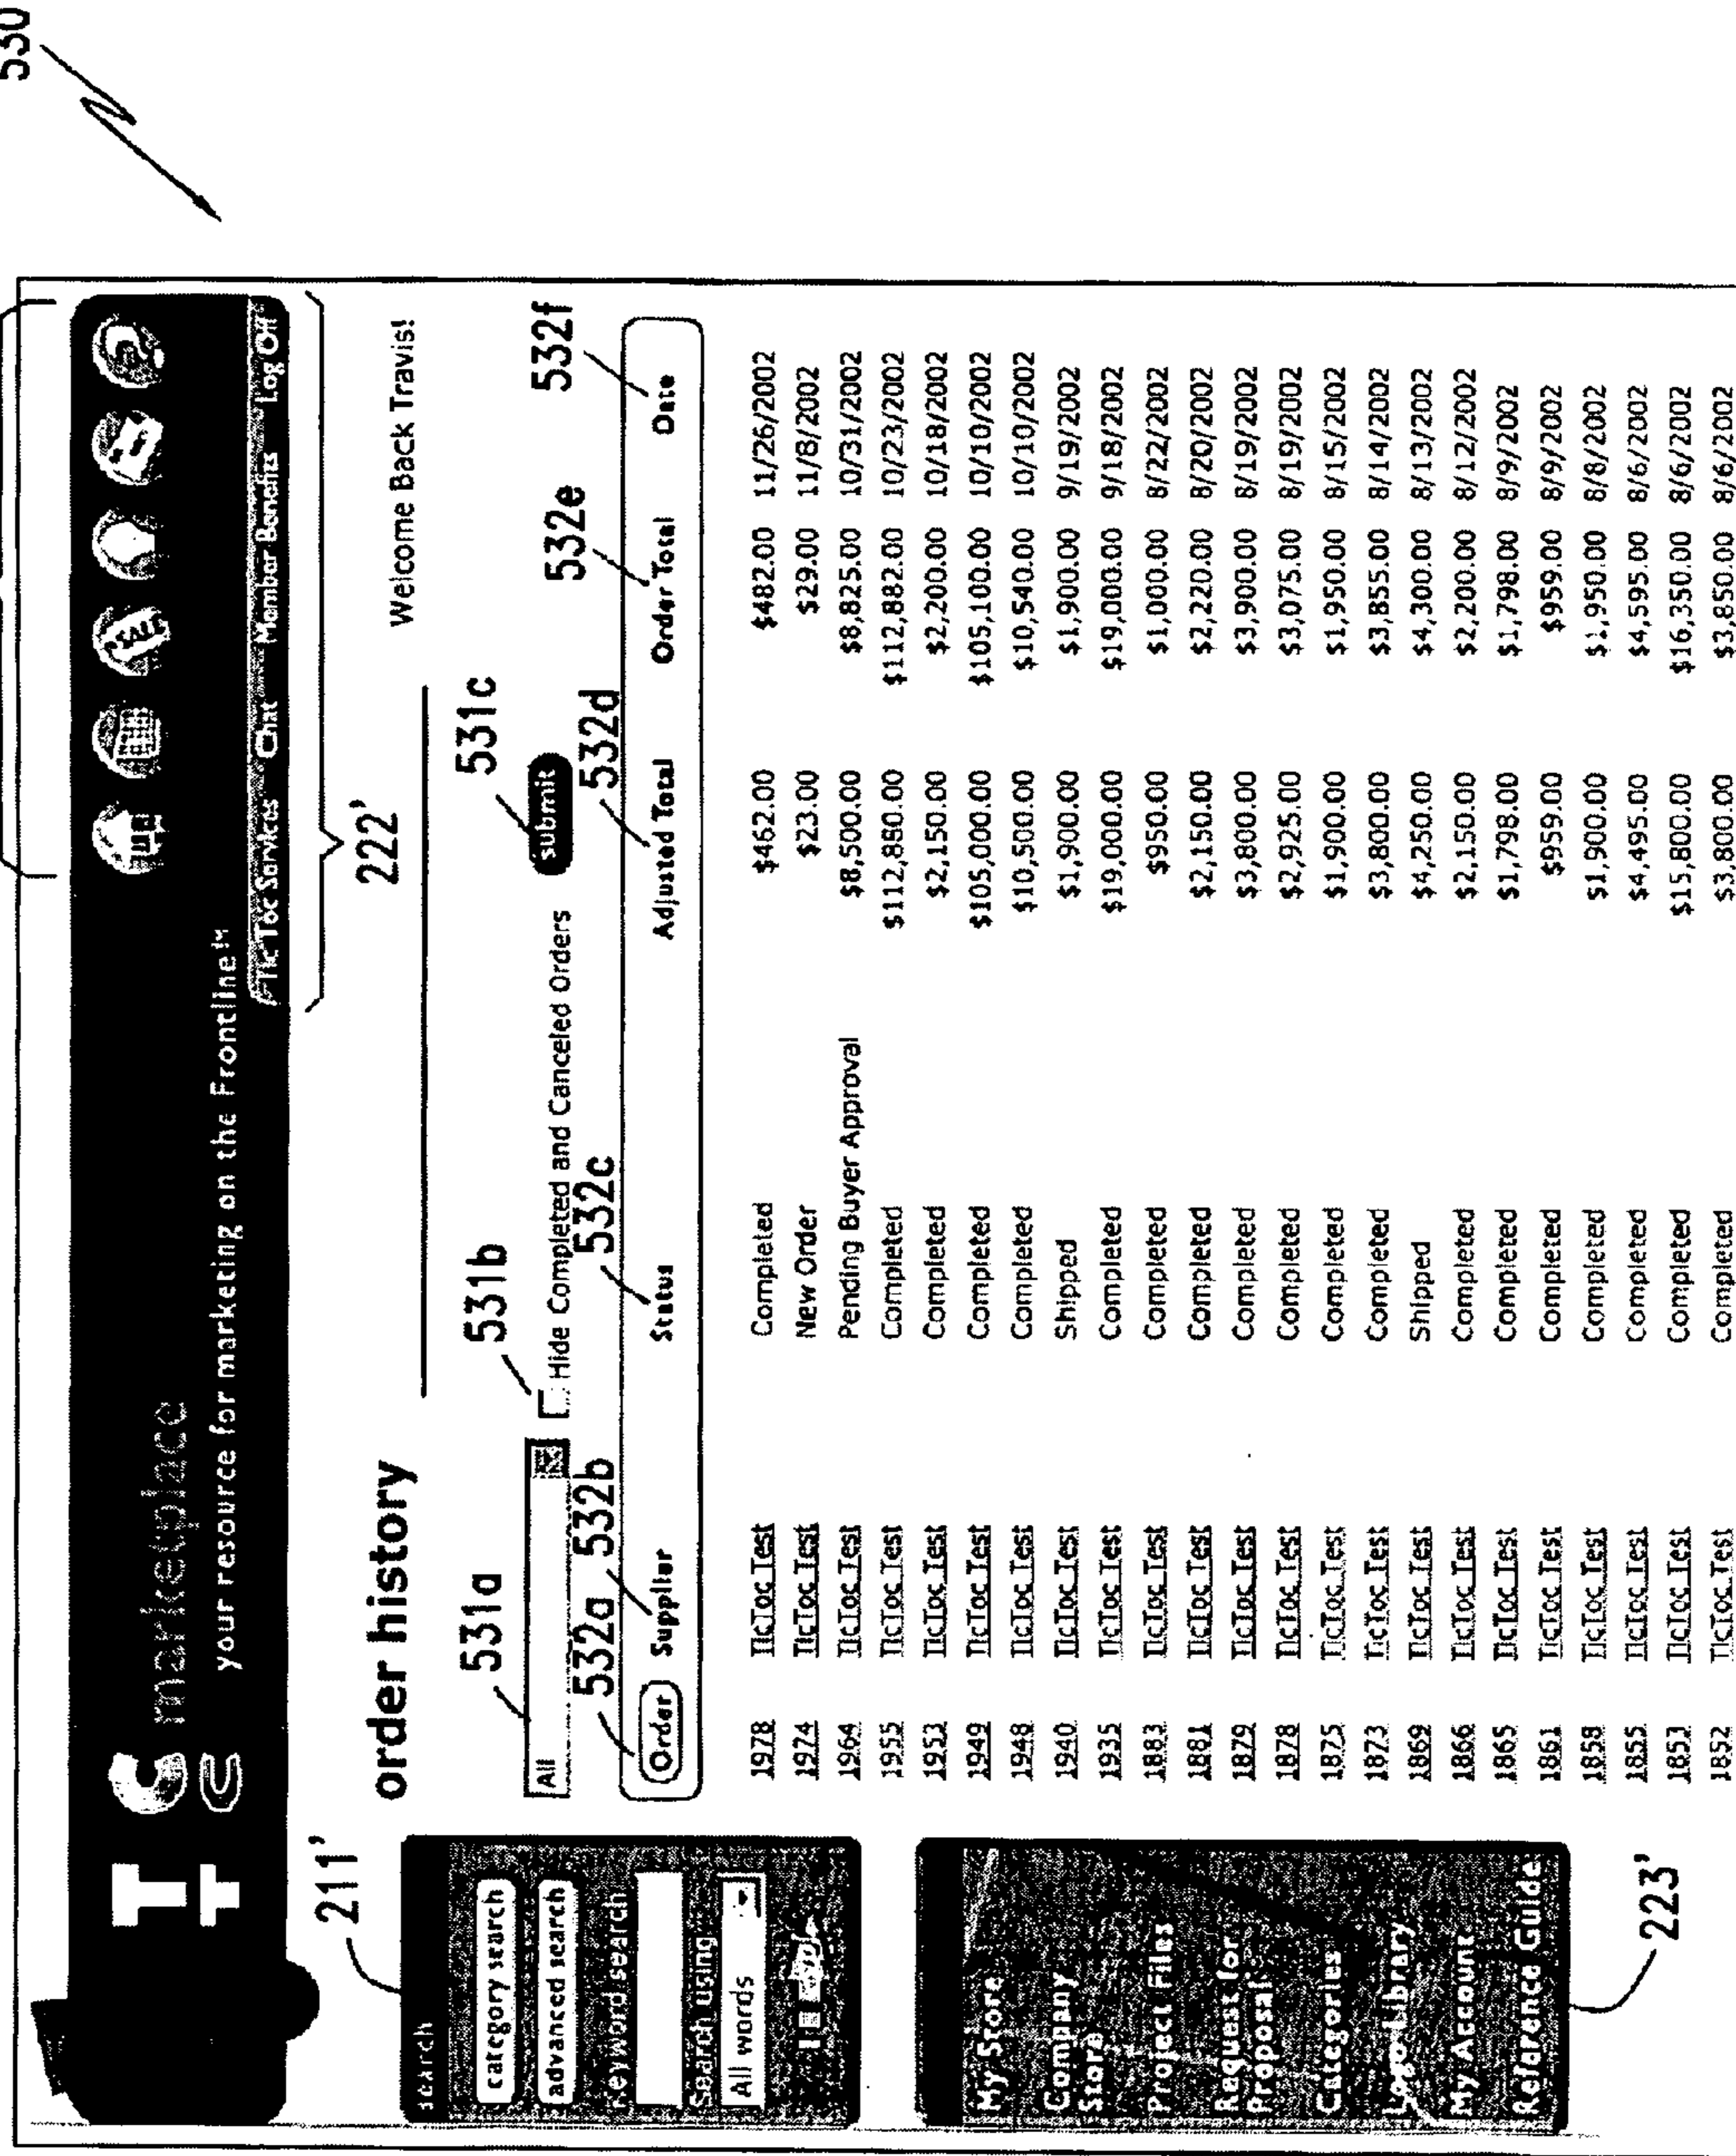 530
T C marketplace
your resource for marketing on the Frontline™
Tic Toc Services Chat Member Benefits Log Off
222'
211'
search
category search
advanced search
Keyword search
Search using:
All words
My Store
Company Store
Project Files
Request for Proposal
Categories
Logo Library
My Account
Reference Guide
223'
order history
Welcome Back Travis!
531a 531b 531c
All Hide Completed and Canceled Orders submit
532a 532b 532c 532d 532e 532f
Order Supplier Status Adjusted Total Order Total Date
1978 TicToc Test Completed $462.00 $482.00 11/26/2002
1974 TicToc Test New Order $23.00 $29.00 11/8/2002
1964 TicToc Test Pending Buyer Approval $8,500.00 $8,825.00 10/31/2002
1955 TicToc Test Completed $112,880.00 $112,882.00 10/23/2002
1953 TicToc Test Completed $2,150.00 $2,200.00 10/18/2002
1949 TicToc Test Completed $105,000.00 $105,100.00 10/10/2002
1948 TicToc Test Completed $10,500.00 $10,540.00 10/10/2002
1940 TicToc Test Shipped $1,900.00 $1,900.00 9/19/2002
1935 TicToc Test Completed $19,000.00 $19,000.00 9/18/2002
1883 TicToc Test Completed $950.00 $1,000.00 8/22/2002
1881 TicToc Test Completed $2,150.00 $2,220.00 8/20/2002
1879 TicToc Test Completed $3,800.00 $3,900.00 8/19/2002
1878 TicToc Test Completed $2,925.00 $3,075.00 8/19/2002
1875 TicToc Test Completed $1,900.00 $1,950.00 8/15/2002
1873 TicToc Test Completed $3,800.00 $3,855.00 8/14/2002
1869 TicToc Test Shipped $4,250.00 $4,300.00 8/13/2002
1866 TicToc Test Completed $2,150.00 $2,200.00 8/12/2002
1865 TicToc Test Completed $1,798.00 $1,798.00 8/9/2002
1861 TicToc Test Completed $959.00 $959.00 8/9/2002
1858 TicToc Test Completed $1,900.00 $1,950.00 8/8/2002
1855 TicToc Test Completed $4,495.00 $4,595.00 8/6/2002
1853 TicToc Test Completed $15,800.00 $16,350.00 8/6/2002
1852 TicToc Test Completed $3,800.00 $3,850.00 8/6/2002